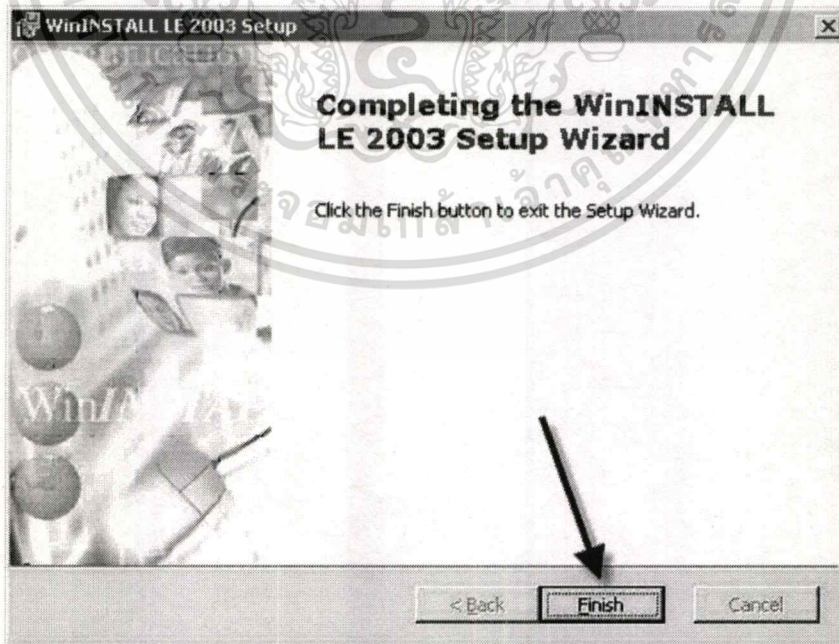 WinINSTALL LE 2003 Setup
Completing the WinINSTALL
LE 2003 Setup Wizard
Click the Finish button to exit the Setup Wizard.
< Back
Finish
Cancel